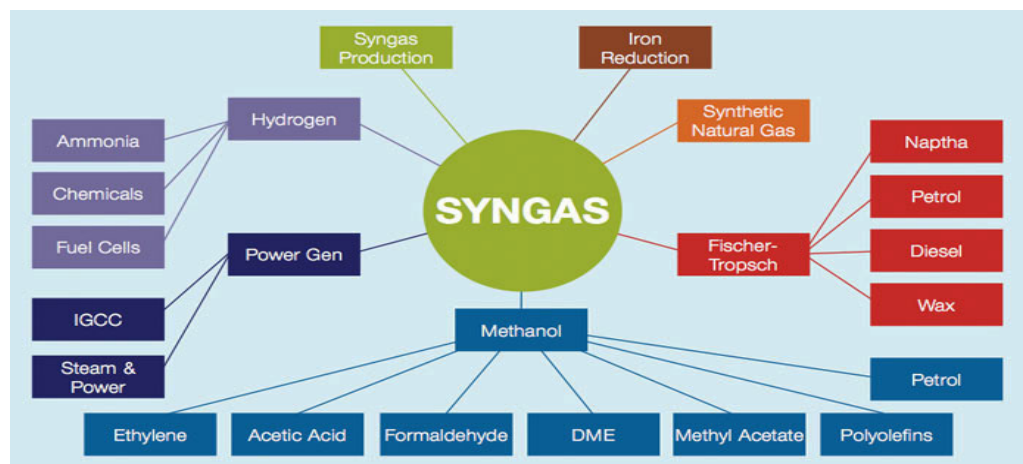 Syngas
Production
Iron
Reduction
Hydrogen
Synthetic
Natural Gas
Ammonia
Naptha
Chemicals
Petrol
SYNGAS
Fuel Cells
Power Gen
Fischer-
Tropsch
Diesel
IGCC
Wax
Methanol
Steam &
Power
Petrol
Ethylene
Acetic Acid
Formaldehyde
DME
Methyl Acetate
Polyolefins